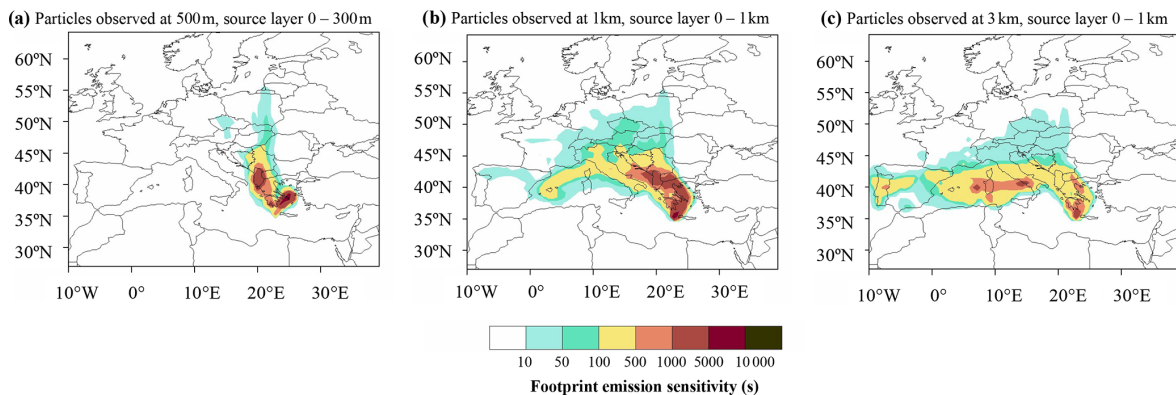 (a) Particles observed at 500 m, source layer 0 – 300 m
(b) Particles observed at 1 km, source layer 0 – 1 km
(c) Particles observed at 3 km, source layer 0 – 1 km
60ºN
55ºN
50ºN
45ºN
40ºN
35ºN
30ºN
10ºW 0º 10ºE 20ºE 30ºE
60ºN
55ºN
50ºN
45ºN
40ºN
35ºN
30ºN
10ºW 0º 10ºE 20ºE 30ºE
60ºN
55ºN
50ºN
45ºN
40ºN
35ºN
30ºN
10ºW 0º 10ºE 20ºE 30ºE
10 50 100 500 1000 5000 10 000
Footprint emission sensitivity (s)